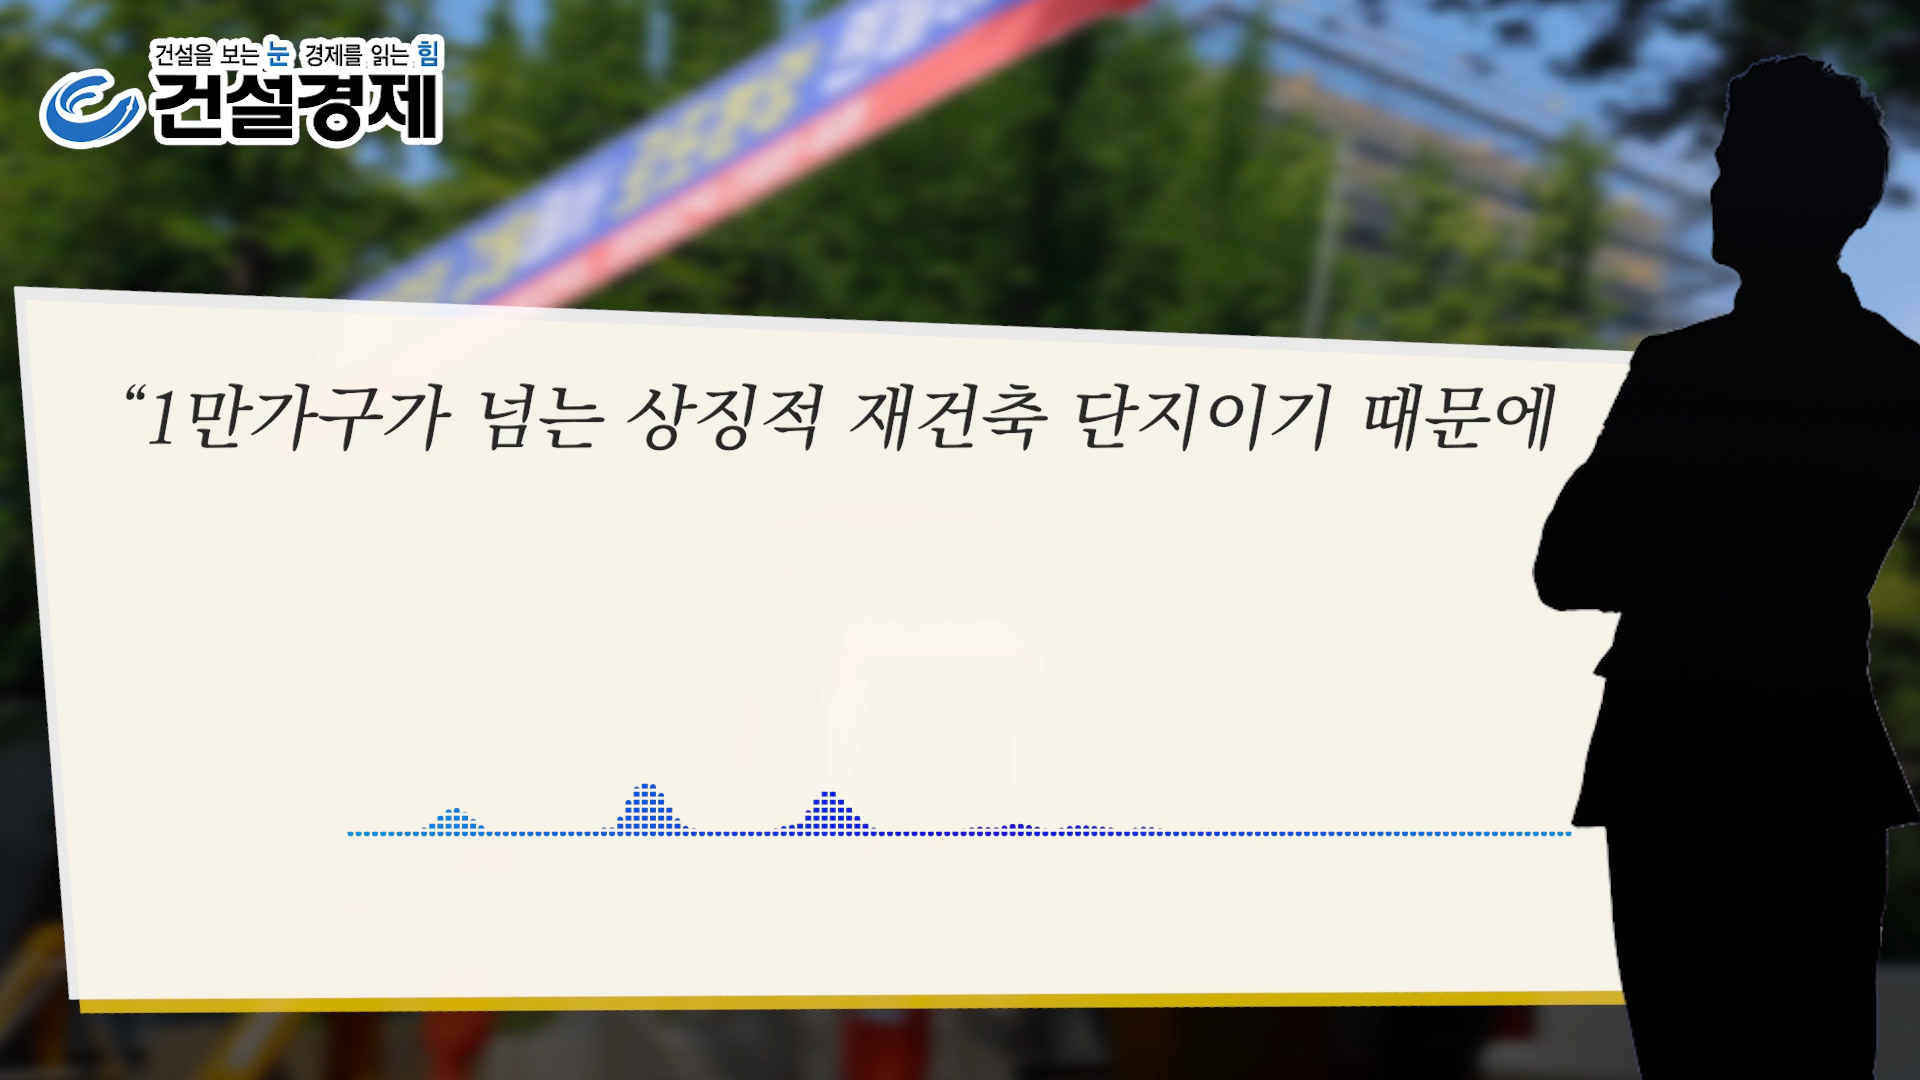 건설을 보는 눈 경제를 읽는 힘
건설경제
“1만가구가 넘는 상징적 재건축 단지이기 때문에